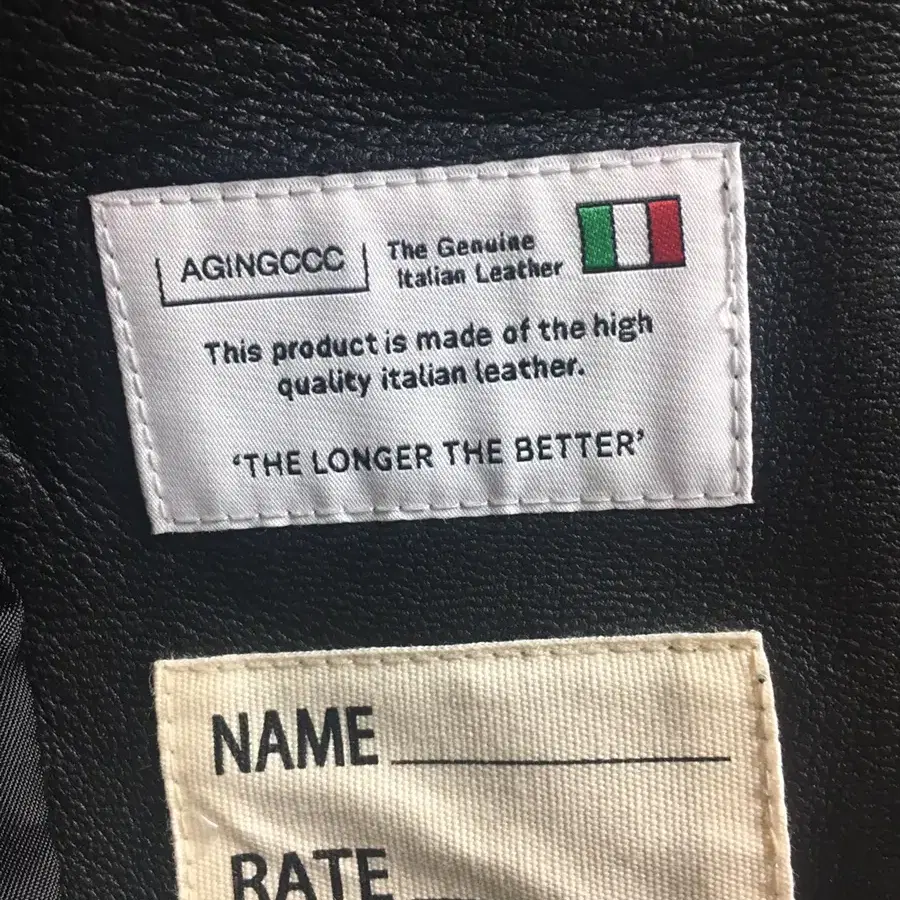 AGINGCCC
The Genuine
Italian Leather
This product is made of the high
quality italian leather.
‘THE LONGER THE BETTER’
NAME
RATE